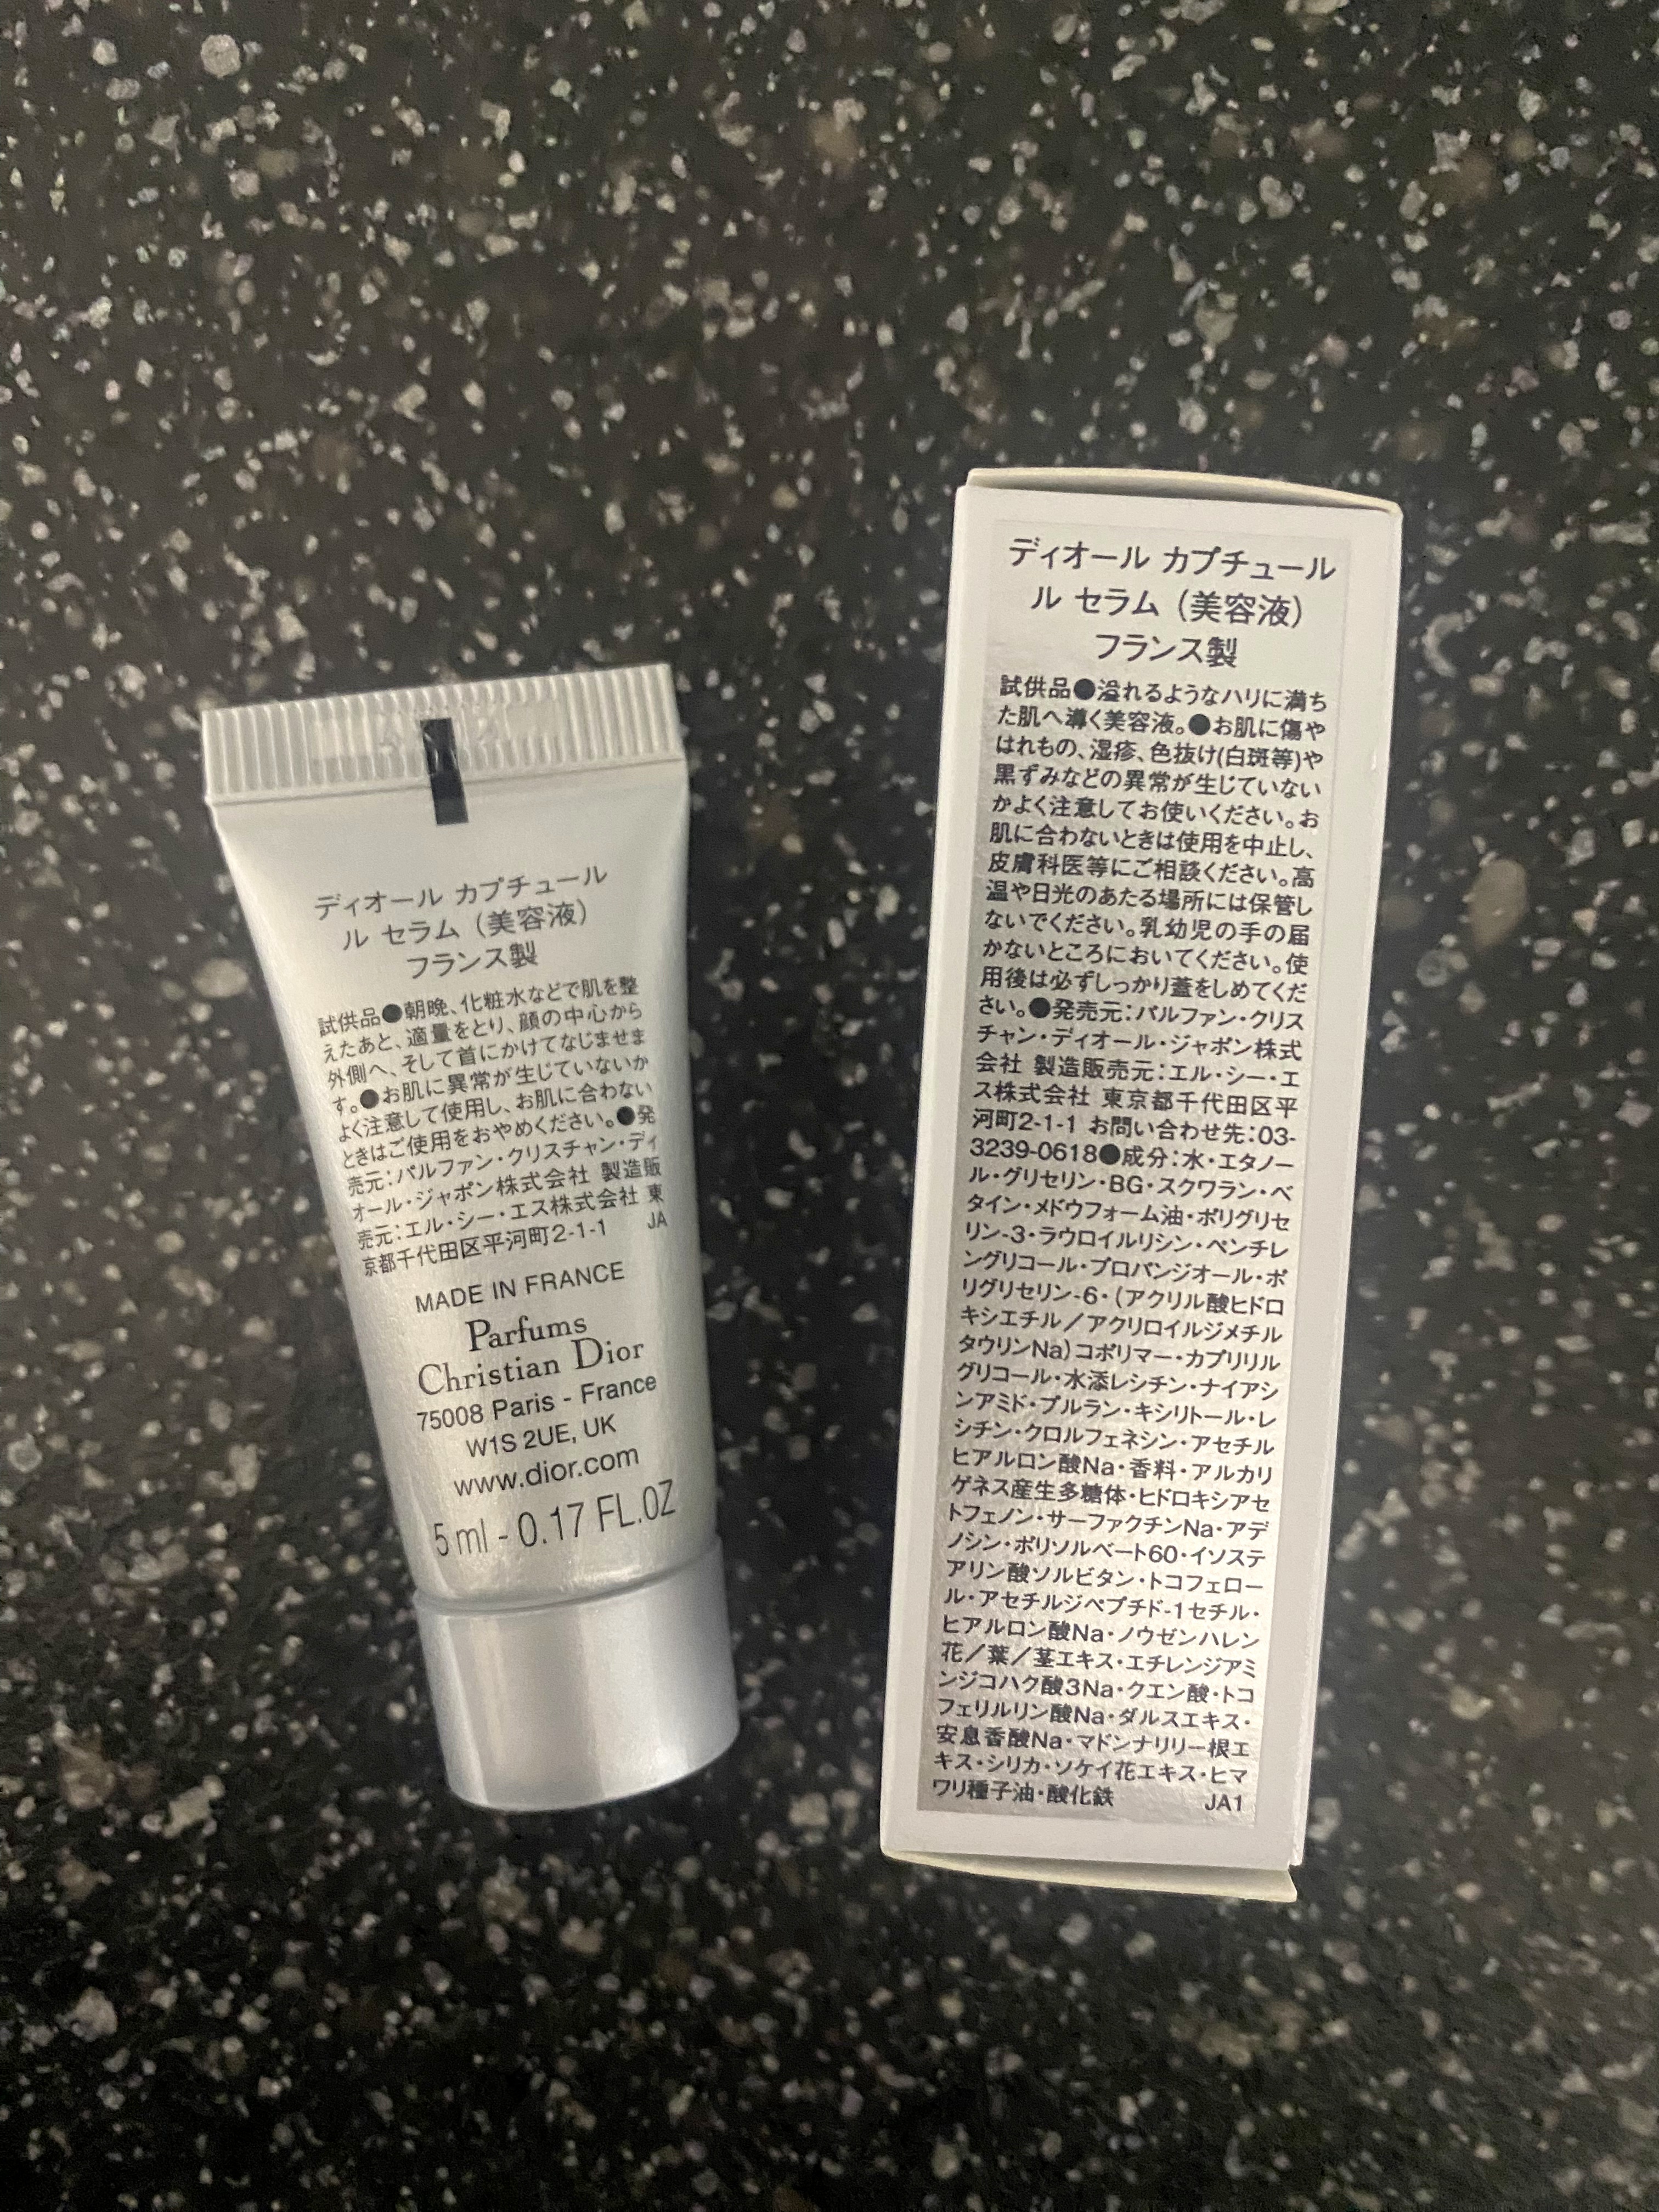 ディオール カプチュール
ル セラム（美容液）
フランス製
試供品●朝晩、化粧水などで肌を整
えたあと、適量をとり、顔の中心から
外側へ、そして首にかけてなじませま
す。●お肌に異常が生じていないか
よく注意して使用し、お肌に合わない
ときはご使用をおやめください。●発
売元：パルファン・クリスチャン・ディ
オール・ジャポン株式会社 製造販
売元：エル・シー・エス株式会社 東
京都千代田区平河町2-1-1 JA
MADE IN FRANCE
Parfums
Christian Dior
75008 Paris - France
W1S 2UE, UK
www.dior.com
5 ml - 0.17 FL.OZ
ディオール カプチュール
ル セラム（美容液）
フランス製
試供品●溢れるようなハリに満ち
た肌へ導く美容液。●お肌に傷や
はれもの、湿疹、色抜け(白斑等)や
黒ずみなどの異常が生じていない
かよく注意してお使いください。お
肌に合わないときは使用を中止し、
皮膚科医等にご相談ください。高
温や日光のあたる場所には保管し
ないでください。乳幼児の手の届
かないところにおいてください。使
用後は必ずしっかり蓋をしめてくだ
さい。●発売元：パルファン・クリス
チャン・ディオール・ジャポン株式
会社 製造販売元：エル・シー・エ
ス株式会社 東京都千代田区平
河町2-1-1 お問い合わせ先：03-
3239-0618●成分：水・エタノー
ル・グリセリン・BG・スクワラン・ベ
タイン・メドウフォーム油・ポリグリセ
リン-3・ラウロイルリシン・ペンチレ
ングリコール・プロパンジオール・ポ
リグリセリン-6・（アクリル酸ヒドロ
キシエチル／アクリロイルジメチル
タウリンNa）コポリマー・カプリリル
グリコール・水添レシチン・ナイアシ
ンアミド・プルラン・キシリトール・レ
シチン・クロルフェネシン・アセチル
ヒアルロン酸Na・香料・アルカリ
ゲネス産生多糖体・ヒドロキシアセ
トフェノン・サーファクチンNa・アデ
ノシン・ポリソルベート60・イソステ
アリン酸ソルビタン・トコフェロー
ル・アセチルジペプチド-1セチル・
ヒアルロン酸Na・ノウゼンハレン
花／葉／茎エキス・エチレンジアミ
ンジコハク酸3Na・クエン酸・トコ
フェリルリン酸Na・ダルスエキス・
安息香酸Na・マドンナリリー根エ
キス・シリカ・ソケイ花エキス・ヒマ
ワリ種子油・酸化鉄 JA1